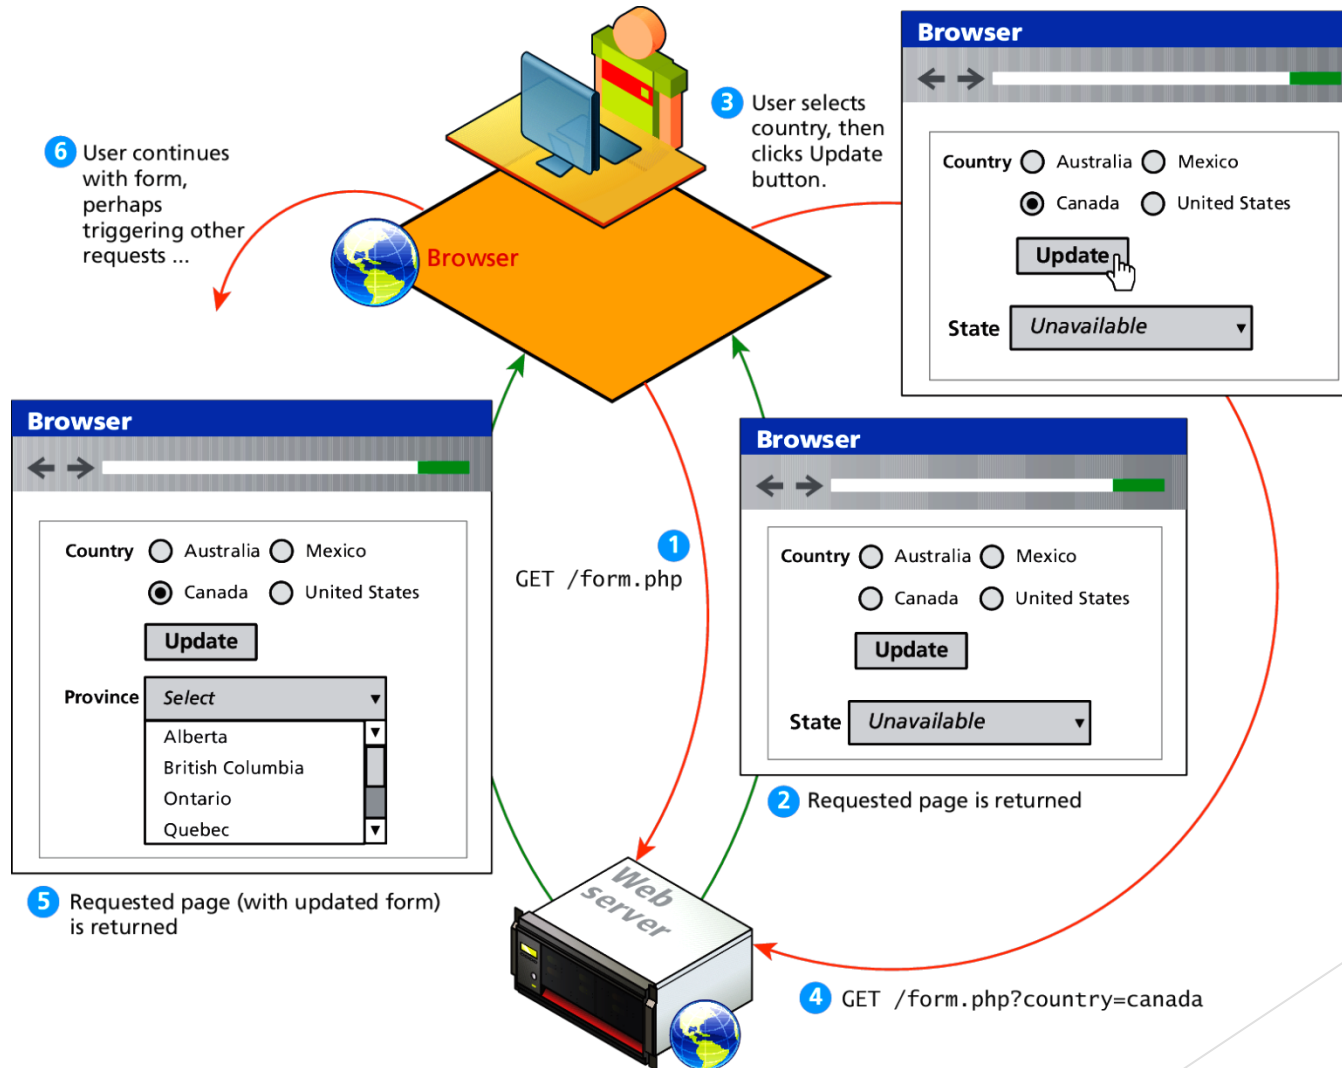 Browser
3 User selects
country, then
clicks Update
button.
Country Australia Mexico
Canada United States
Update
State Unavailable
6 User continues
with form,
perhaps
triggering other
requests ...
Browser
Browser
Country Australia Mexico
Canada United States
Update
Province Select
Alberta
British Columbia
Ontario
Quebec
5 Requested page (with updated form)
is returned
1
GET /form.php
Browser
Country Australia Mexico
Canada United States
Update
State Unavailable
2 Requested page is returned
Web
server
4 GET /form.php?country=canada